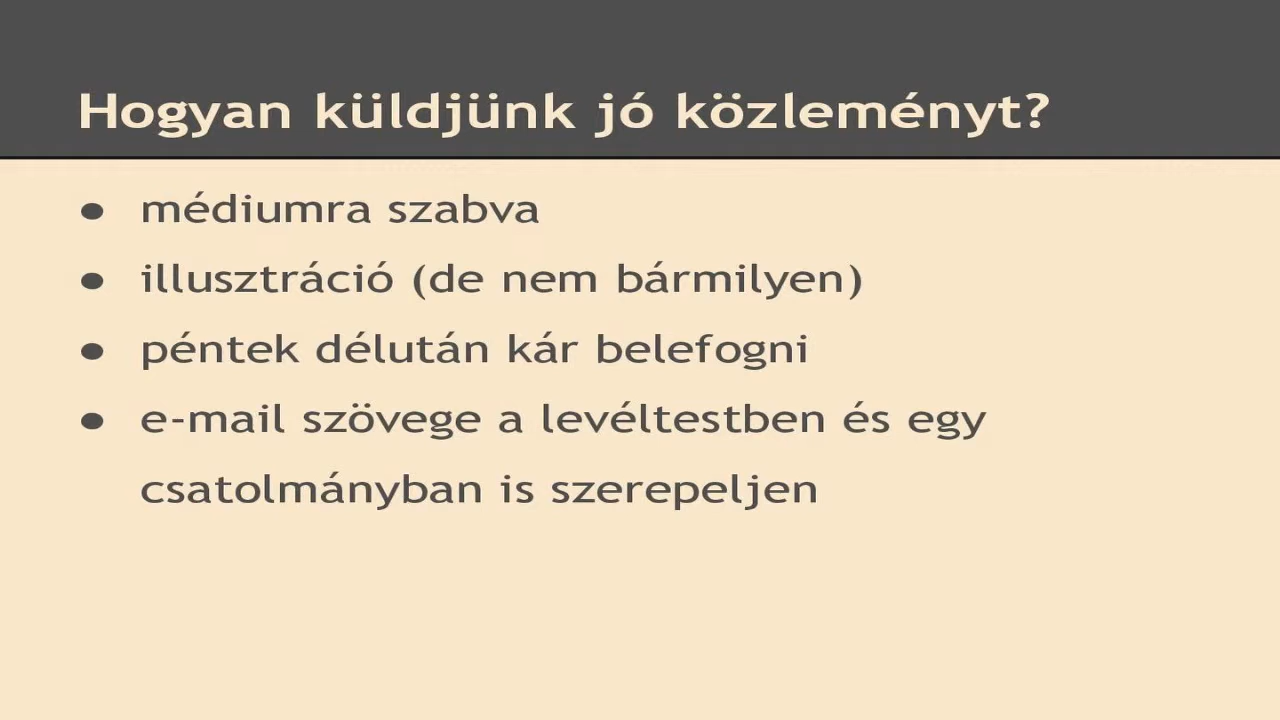 Hogyan küldjünk jó közleményt?
● médiumra szabva
● illusztráció (de nem bármilyen)
● péntek délután kár belefogni
● e-mail szövege a levéltestben és egy
csatolmányban is szerepeljen